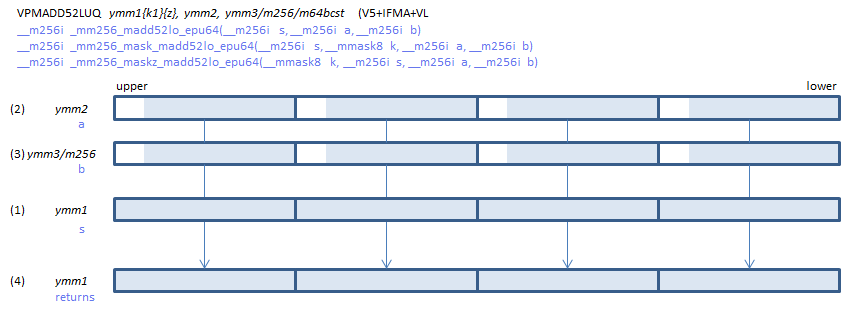 VPMADD52LUQ ymm1{k1}{z}, ymm2, ymm3/m256/m64bcst (V5+IFMA+VL
__m256i _mm256_madd52lo_epu64(__m256i s, __m256i a, __m256i b)
__m256i _mm256_mask_madd52lo_epu64(__m256i s, __mmask8 k, __m256i a, __m256i b)
__m256i _mm256_maskz_madd52lo_epu64(__mmask8 k, __m256i s, __m256i a, __m256i b)
upper lower
(2) ymm2
a
(3) ymm3/m256
b
(1) ymm1
s
(4) ymm1
returns